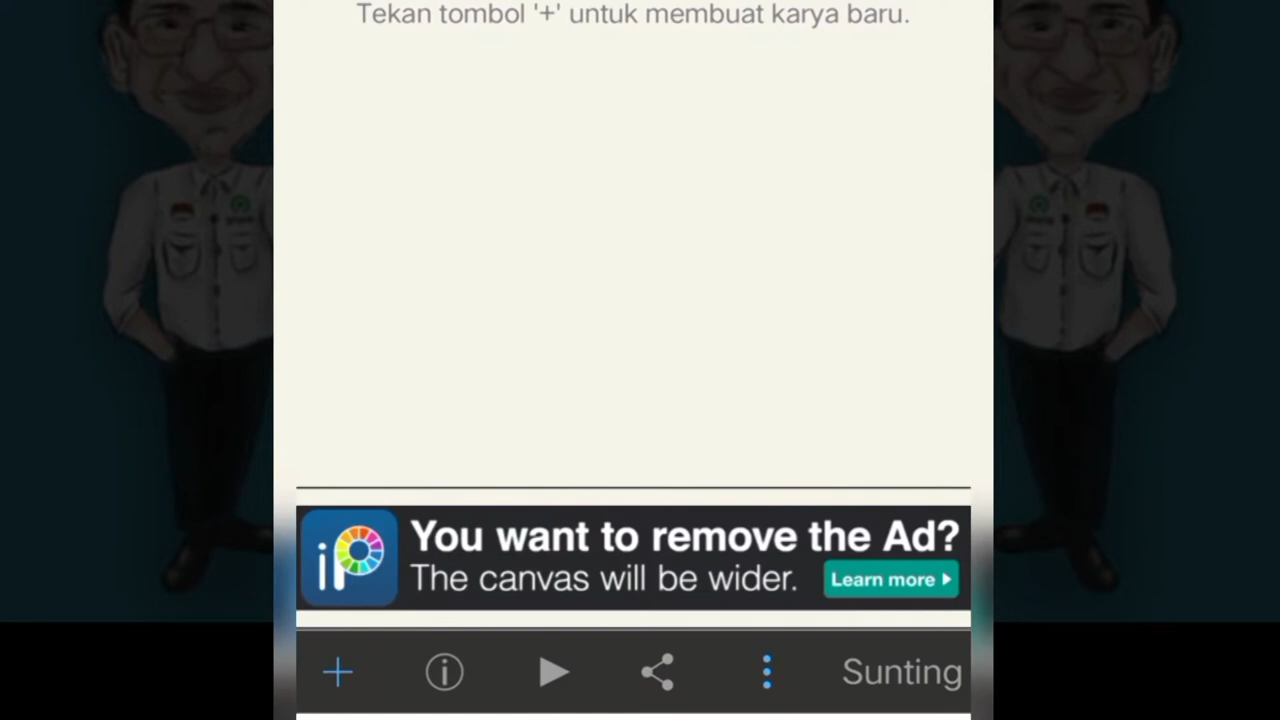 Tekan tombol '+' untuk membuat karya baru.
iP
You want to remove the Ad?
The canvas will be wider.
Learn more
Sunting